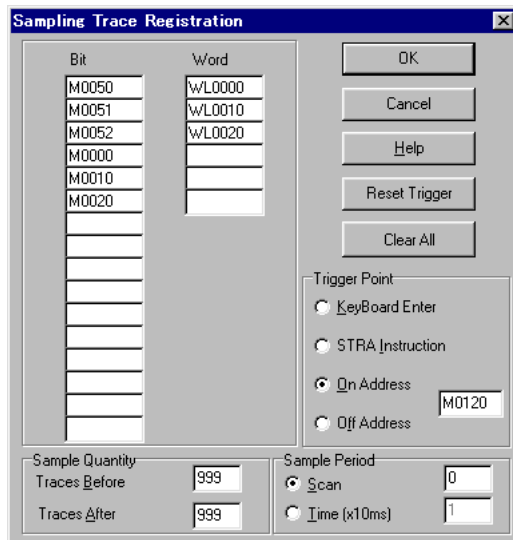 Sampling Trace Registration
Bit Word
M0050 WL0000
M0051 WL0010
M0052 WL0020
M0000
M0010
M0020
OK
Cancel
Help
Reset Trigger
Clear All
Trigger Point
KeyBoard Enter
STRA Instruction
On Address
M0120
Off Address
Sample Quantity
Traces Before 999
Traces After 999
Sample Period
Scan 0
Time (x10ms) 1